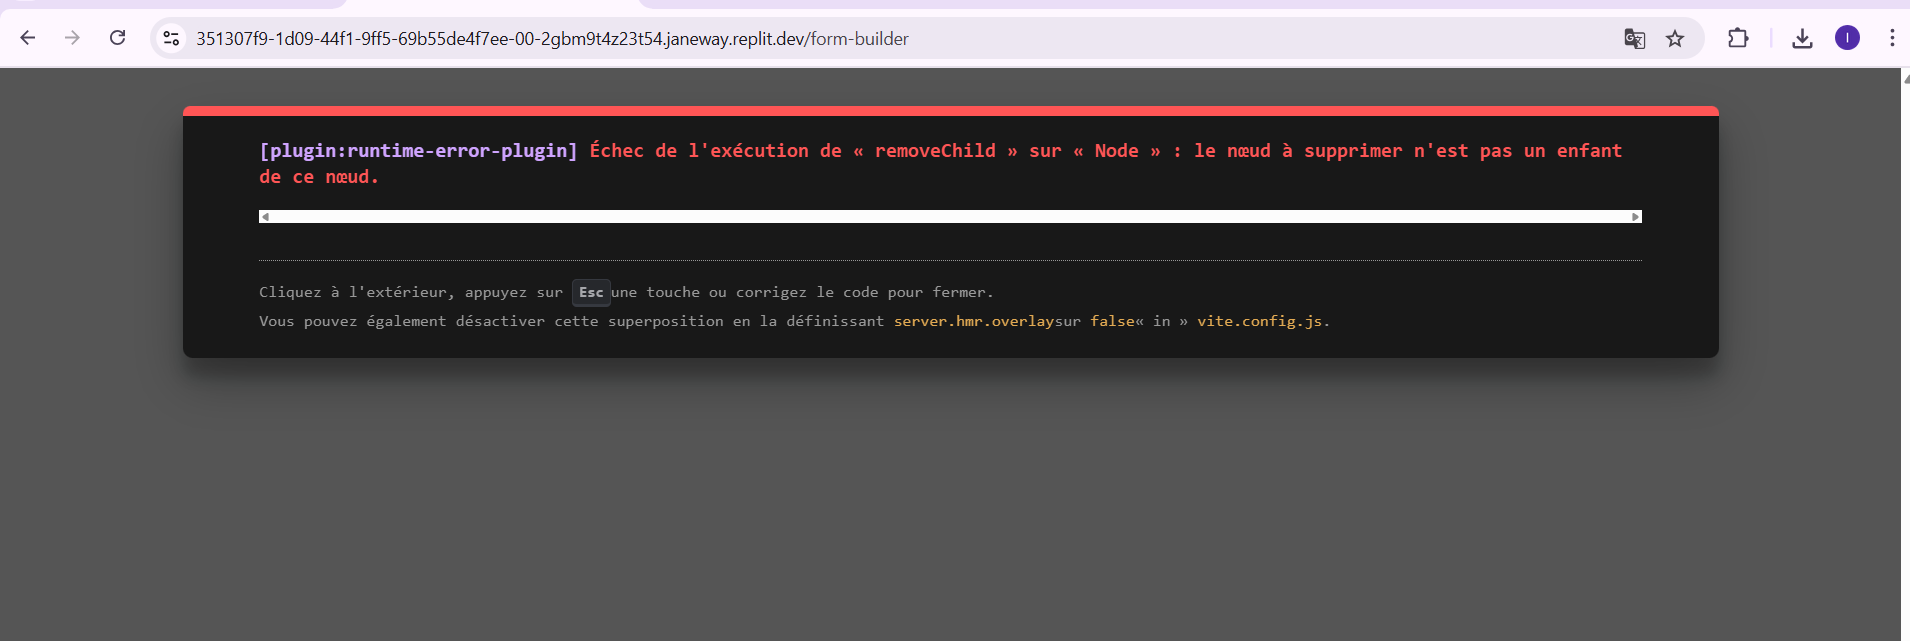 351307f9-1d09-44f1-9ff5-69b55de4f7ee-00-2gbm9t4z23t54.janeway.replit.dev/form-builder
I
[plugin:runtime-error-plugin] Échec de l'exécution de « removeChild » sur « Node » : le nœud à supprimer n'est pas un enfant
de ce nœud.
Cliquez à l'extérieur, appuyez sur Esc une touche ou corrigez le code pour fermer.
Vous pouvez également désactiver cette superposition en la définissant server.hmr.overlaysur false« in » vite.config.js.